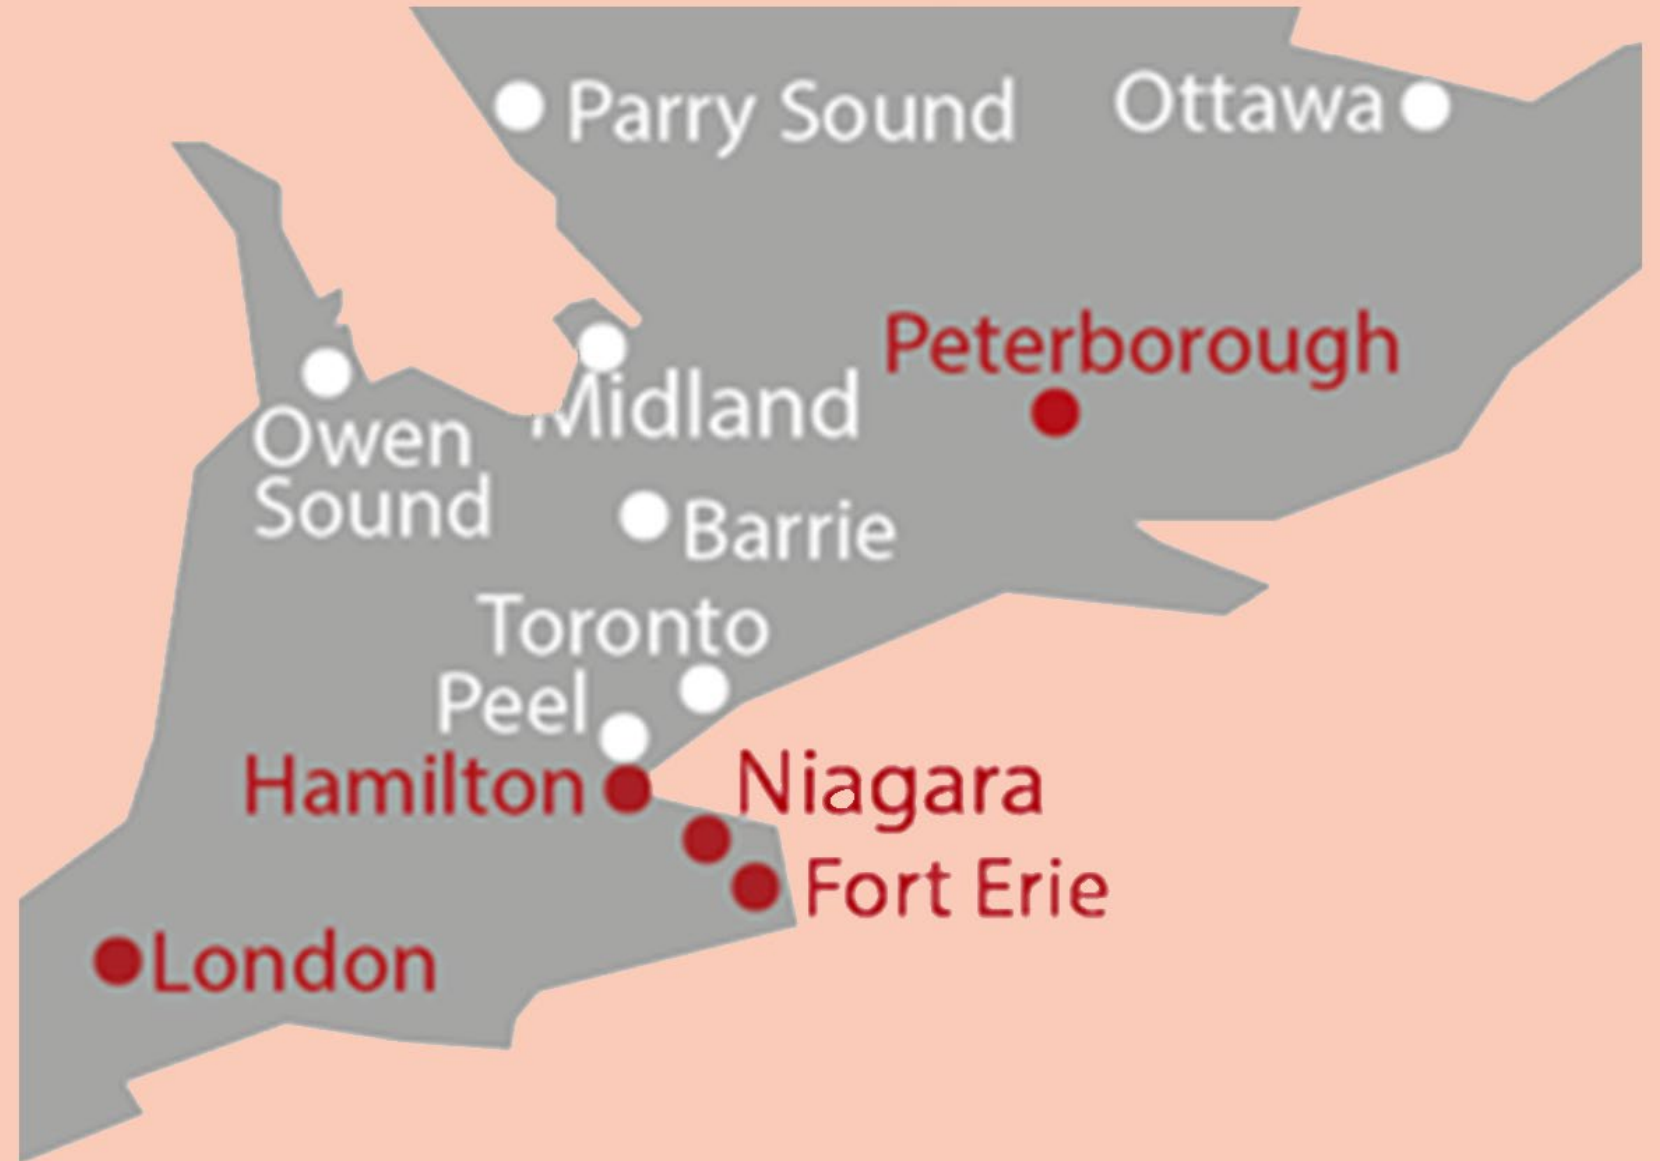 Parry Sound
Ottawa
Peterborough
Midland
Owen
Sound
Barrie
Toronto
Peel
Hamilton
Niagara
Fort Erie
London